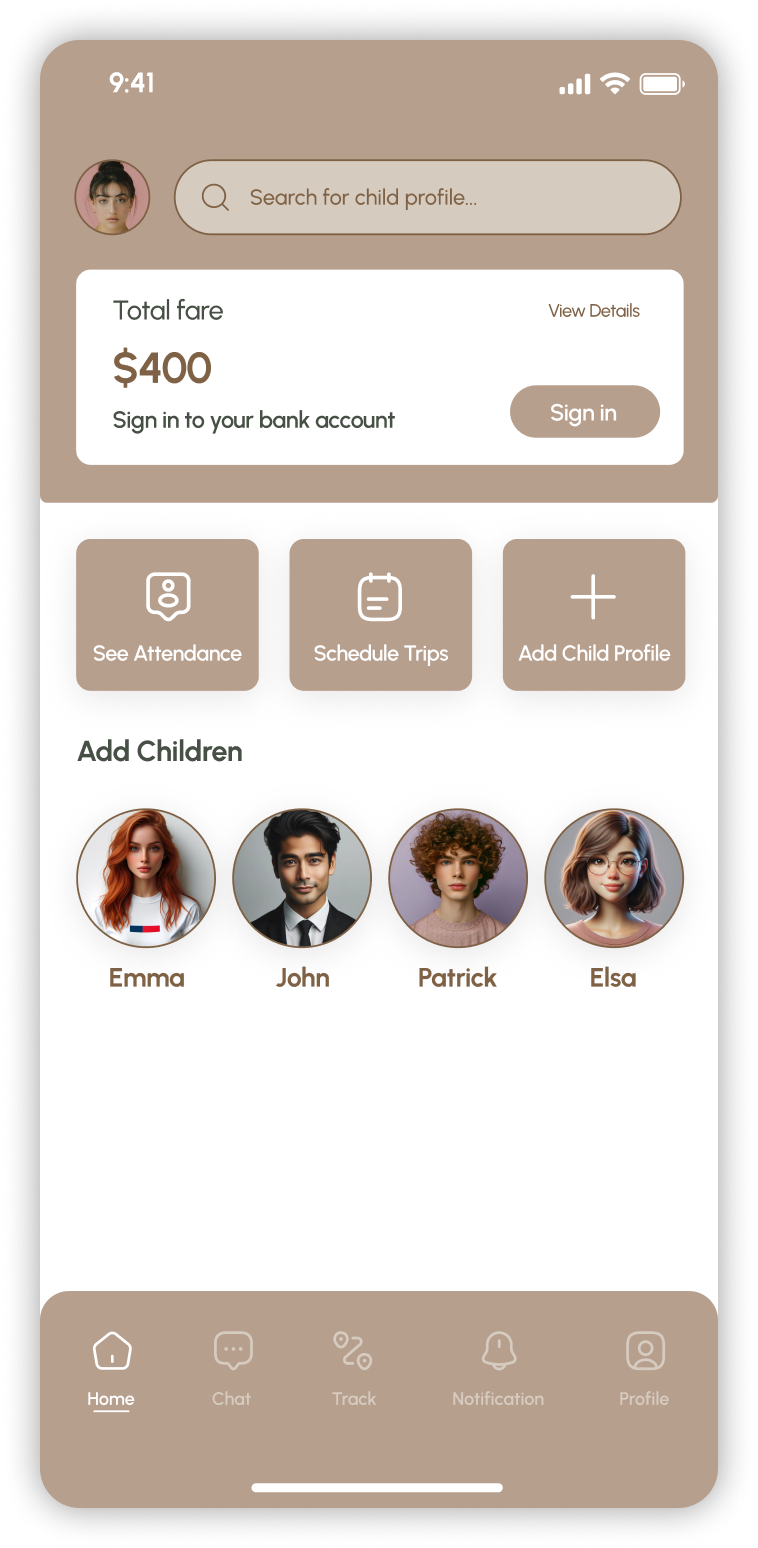 9:41
Search for child profile...
Total fare
View Details
$400
Sign in to your bank account
Sign in
See Attendance
Schedule Trips
Add Child Profile
Add Children
Emma
John
Patrick
Elsa
Home
Chat
Track
Notification
Profile